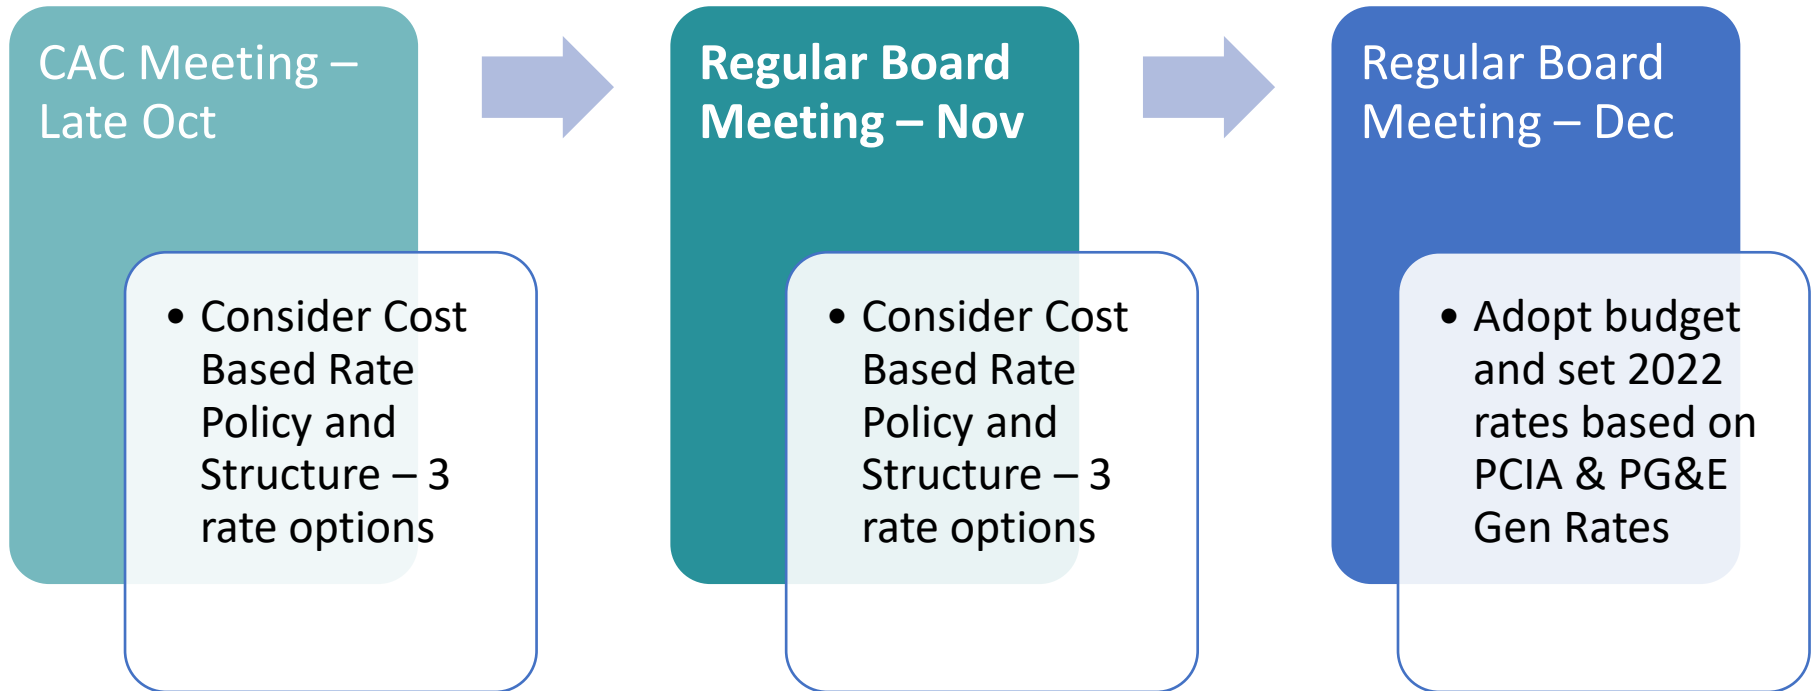 CAC Meeting –
Late Oct
• Consider Cost
Based Rate
Policy and
Structure – 3
rate options
Regular Board
Meeting – Nov
• Consider Cost
Based Rate
Policy and
Structure – 3
rate options
Regular Board
Meeting – Dec
• Adopt budget
and set 2022
rates based on
PCIA & PG&E
Gen Rates